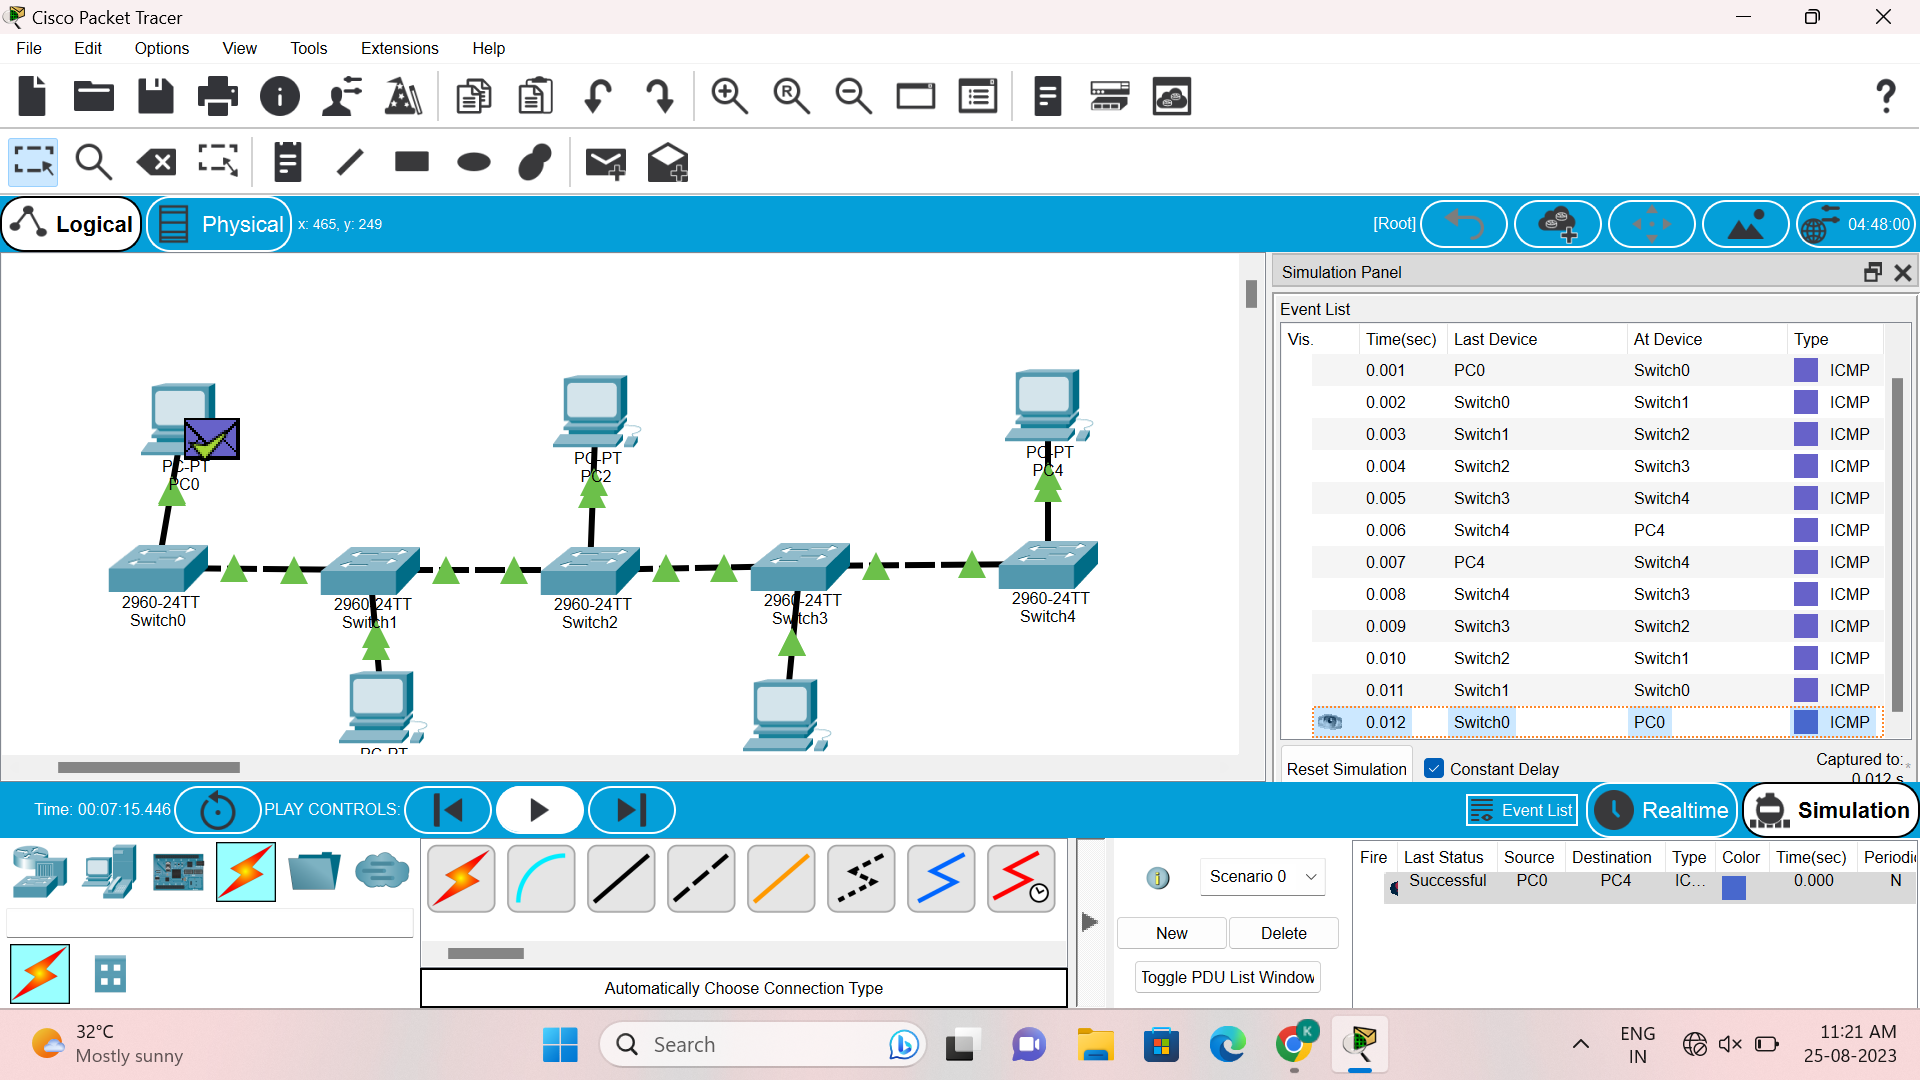 Cisco Packet Tracer
File Edit Options View Tools Extensions Help
Logical Physical x: 465, y: 249 [Root] 04:48:00
PC-PT
PC0
PC-PT
PC2
PC-PT
PC4
2960-24TT
Switch0
2960-24TT
Switch1
2960-24TT
Switch2
2960-24TT
Switch3
2960-24TT
Switch4
PC-PT
Simulation Panel
Event List
Vis. Time(sec) Last Device At Device Type
0.001 PC0 Switch0 ICMP
0.002 Switch0 Switch1 ICMP
0.003 Switch1 Switch2 ICMP
0.004 Switch2 Switch3 ICMP
0.005 Switch3 Switch4 ICMP
0.006 Switch4 PC4 ICMP
0.007 PC4 Switch4 ICMP
0.008 Switch4 Switch3 ICMP
0.009 Switch3 Switch2 ICMP
0.010 Switch2 Switch1 ICMP
0.011 Switch1 Switch0 ICMP
0.012 Switch0 PC0 ICMP
Reset Simulation Constant Delay Captured to:*
0.012 s
Time: 00:07:15.446 PLAY CONTROLS: Event List Realtime Simulation
Automatically Choose Connection Type
Scenario 0
New Delete
Toggle PDU List Window
Fire Last Status Source Destination Type Color Time(sec) Periodic
Successful PC0 PC4 IC... 0.000 N
32°C
Mostly sunny
Search
K
ENG
IN
11:21 AM
25-08-2023